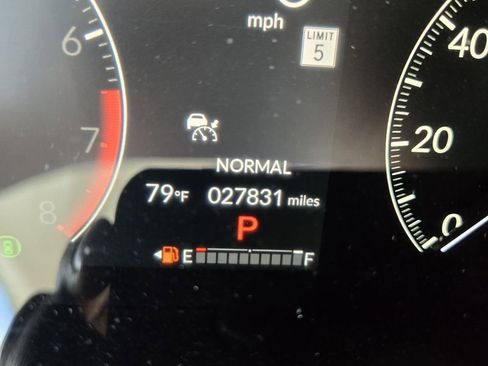 6
mph
LIMIT
5
40
7
NORMAL
20
79°F 027831 miles
8
P
0
E F